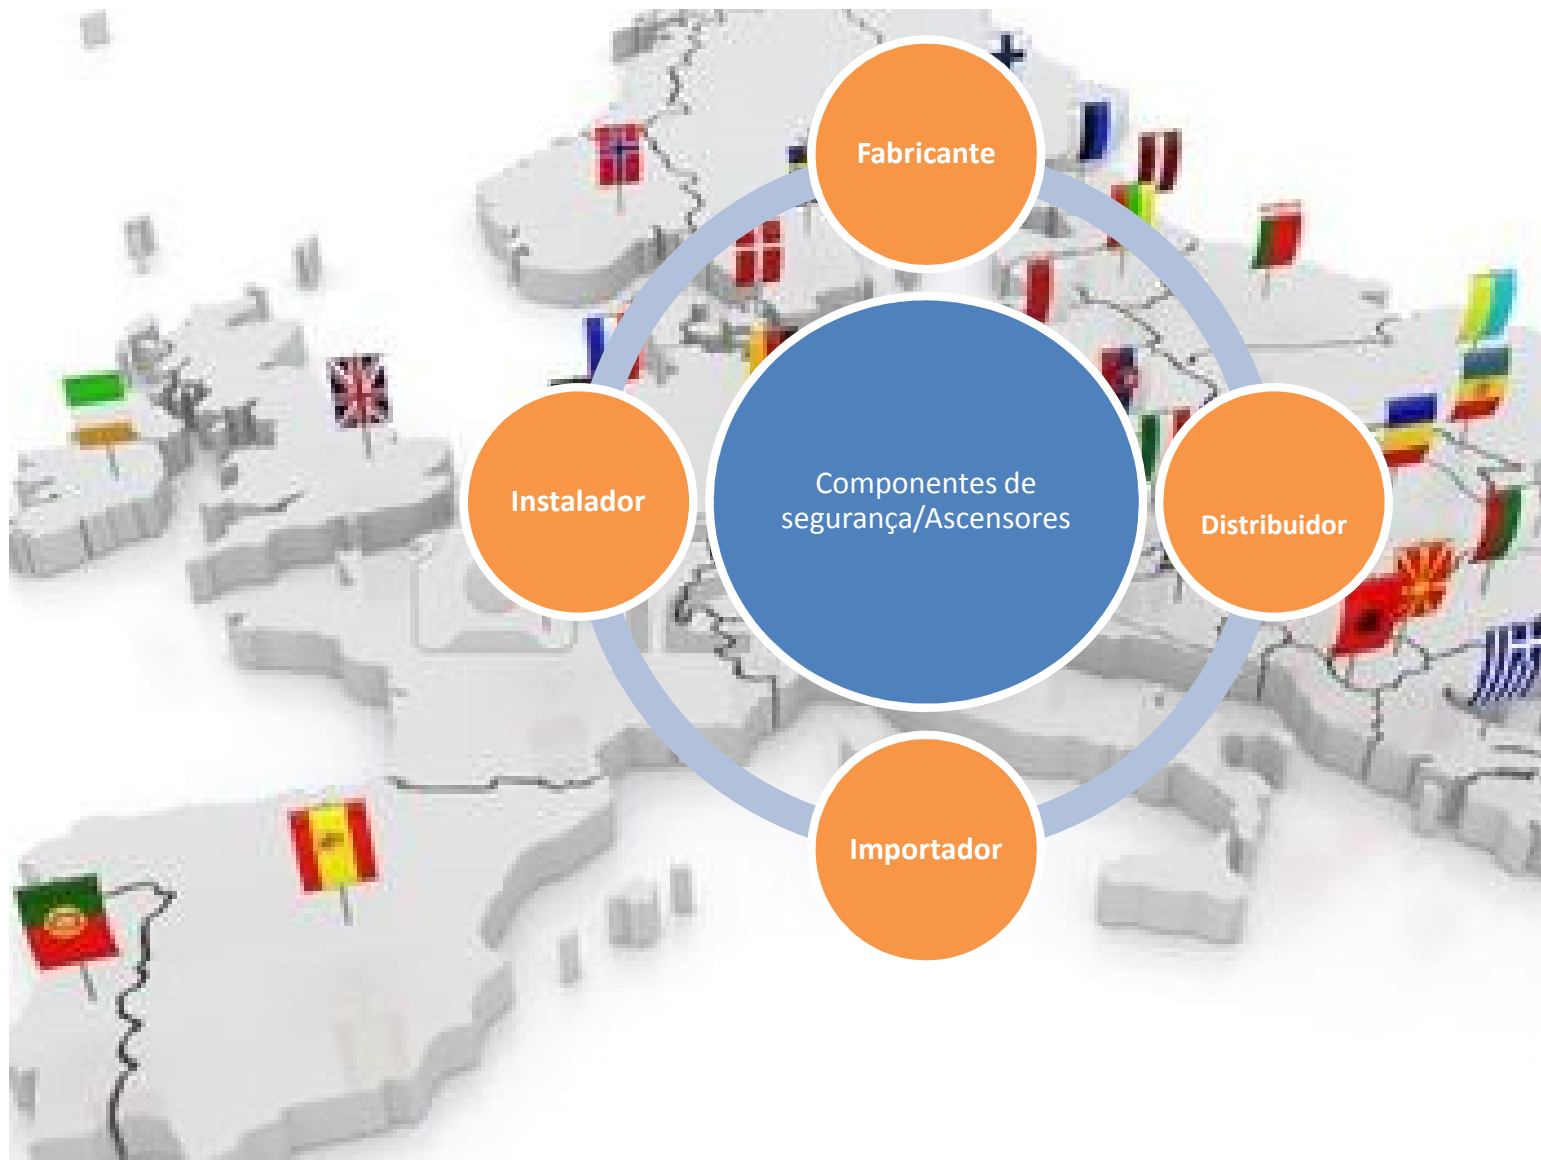 Fabricante
Instalador
Componentes de
segurança/Ascensores
Distribuidor
Importador